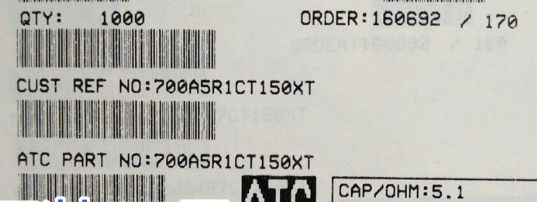 QTY: 1000 ORDER:160692 / 170
CUST REF NO:700A5R1CT150XT
ATC PART NO:700A5R1CT150XT
ATC CAP/OHM:5.1